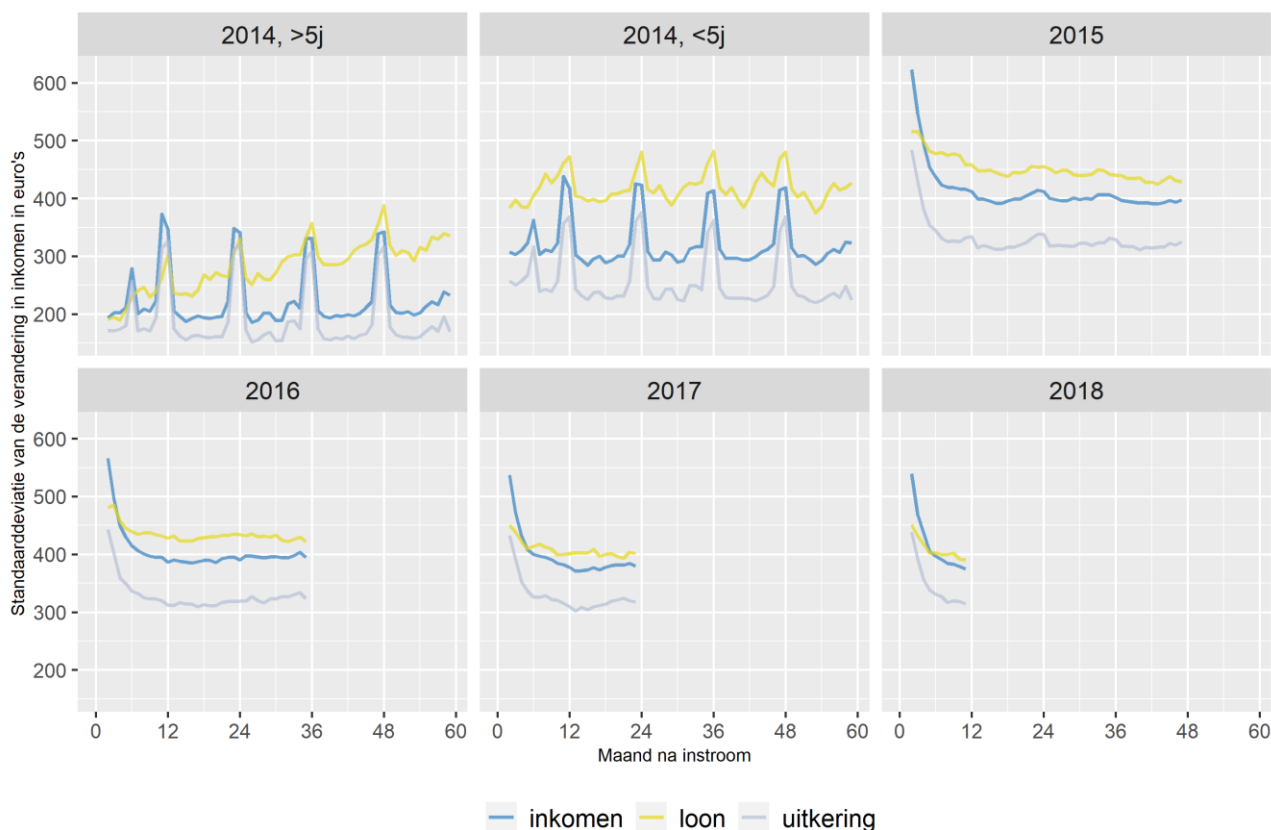 2014, >5j
2014, <5j
2015
600
500
400
300
200
2016
2017
2018
600
500
400
300
200
0 12 24 36 48 60
0 12 24 36 48 60
0 12 24 36 48 60
Standaarddeviatie van de verandering in inkomen in euro's
Maand na instroom
inkomen
loon
uitkering